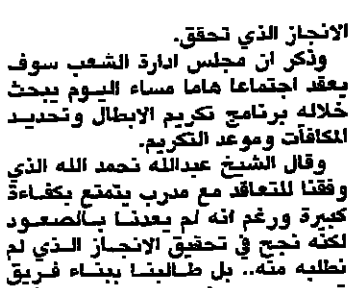 الانجاز الذي تحقق.
وذكر ان مجلس ادارة الشعب سوف
يعقد اجتماعا هاما مساء اليوم يبحث
خلاله برنامج تكريم الابطال وتحديد
المكافآت وموعد التكريم.
وقال الشيخ عبدالله نحمد الله الذي
وفقنا للتعاقد مع مدرب يتمتع بكفاءة
كبيرة ورغم انه لم يعدنا بالصعود
لكنه نجح في تحقيق الانجاز الذي لم
نطلبه منه.. بل طالبنا ببناء فريق